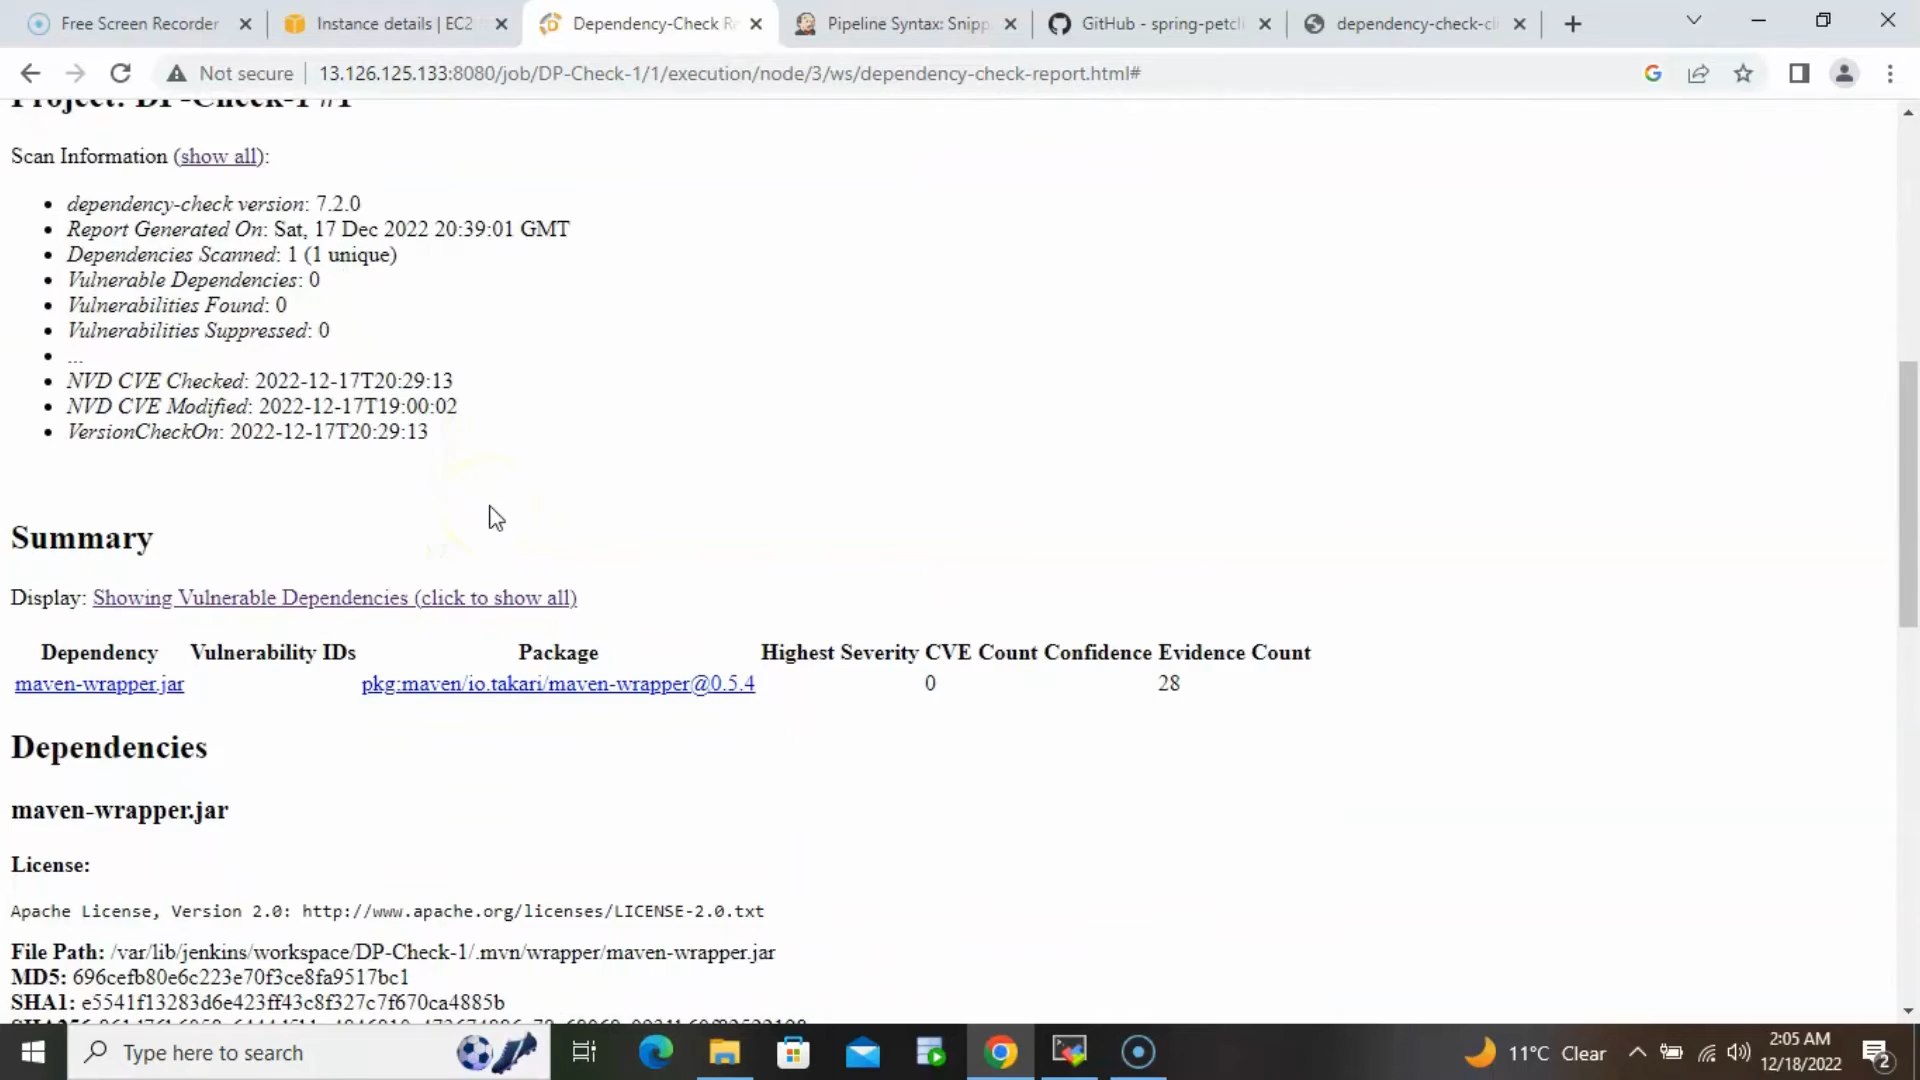 Free Screen Recorder
Instance details | EC2
Dependency-Check R
Pipeline Syntax: Snipp
GitHub - spring-petcli
dependency-check-cli
Not secure
13.126.125.133:8080/job/DP-Check-1/1/execution/node/3/ws/dependency-check-report.html#
Project: DP-Check-1 #1
Scan Information (show all):
dependency-check version: 7.2.0
Report Generated On: Sat, 17 Dec 2022 20:39:01 GMT
Dependencies Scanned: 1 (1 unique)
Vulnerable Dependencies: 0
Vulnerabilities Found: 0
Vulnerabilities Suppressed: 0
...
NVD CVE Checked: 2022-12-17T20:29:13
NVD CVE Modified: 2022-12-17T19:00:02
VersionCheckOn: 2022-12-17T20:29:13
Summary
Display: Showing Vulnerable Dependencies (click to show all)
Dependency Vulnerability IDs Package Highest Severity CVE Count Confidence Evidence Count
maven-wrapper.jar pkg:maven/io.takari/maven-wrapper@0.5.4 0 28
Dependencies
maven-wrapper.jar
License:
Apache License, Version 2.0: http://www.apache.org/licenses/LICENSE-2.0.txt
File Path: /var/lib/jenkins/workspace/DP-Check-1/.mvn/wrapper/maven-wrapper.jar
MD5: 696cefb80e6c223e70f3ce8fa9517bc1
SHA1: e5541f13283d6e423ff43c8f327c7f670ca4885b
Type here to search
11°C Clear
2:05 AM
12/18/2022
2